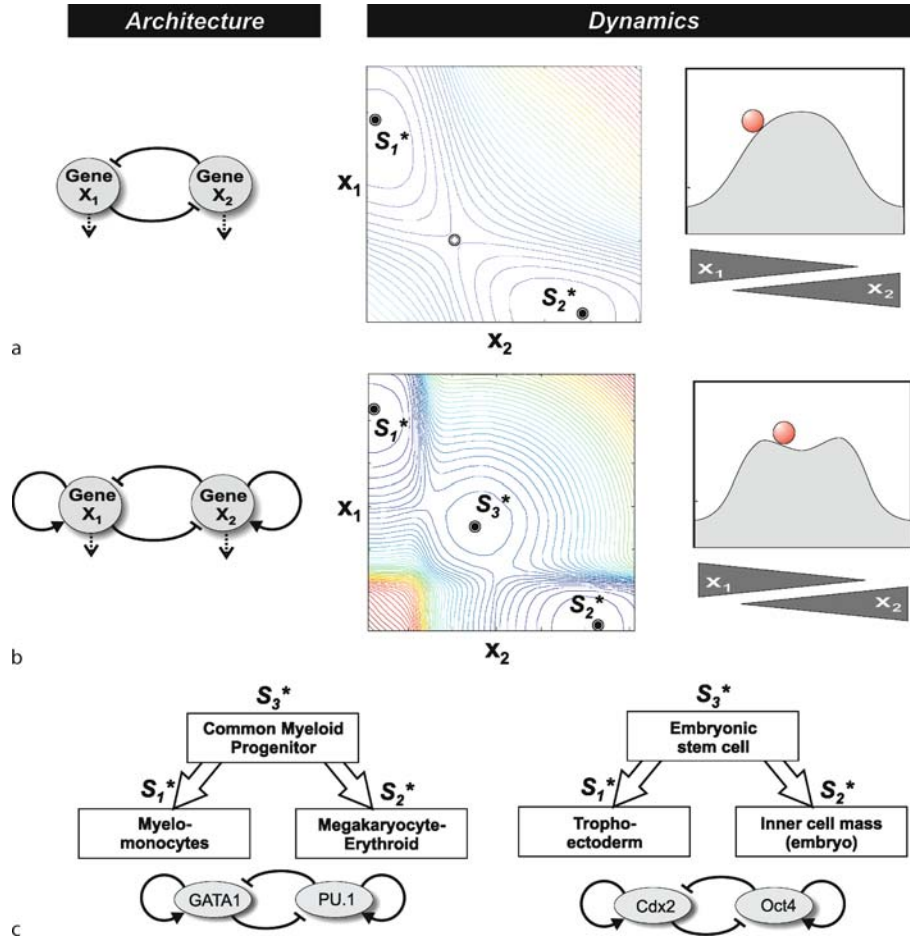 Architecture
Dynamics
Gene
X1
Gene
X2
X1
S1*
S2*
X2
X1
X2
a
Gene
X1
Gene
X2
X1
S1*
S3*
S2*
X2
X1
X2
b
S3*
Common Myeloid
Progenitor
S1*
S2*
Myelo-
monocytes
Megakaryocyte-
Erythroid
GATA1
PU.1
S3*
Embryonic
stem cell
S1*
S2*
Tropho-
ectoderm
Inner cell mass
(embryo)
Cdx2
Oct4
c